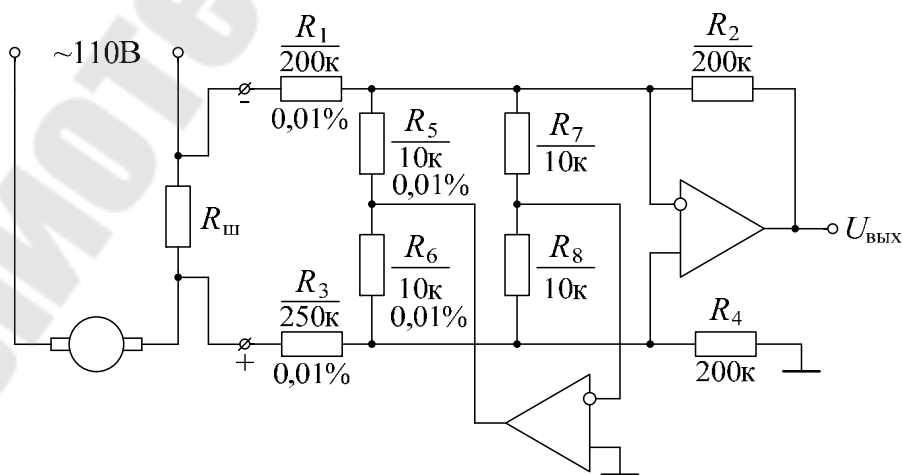 ~110В
R₁
200к
0,01%
R₂
200к
-
R₅
10к
0,01%
R₇
10к
Rш
Uвых
R₆
10к
0,01%
R₈
10к
R₃
250к
0,01%
+
R₄
200к